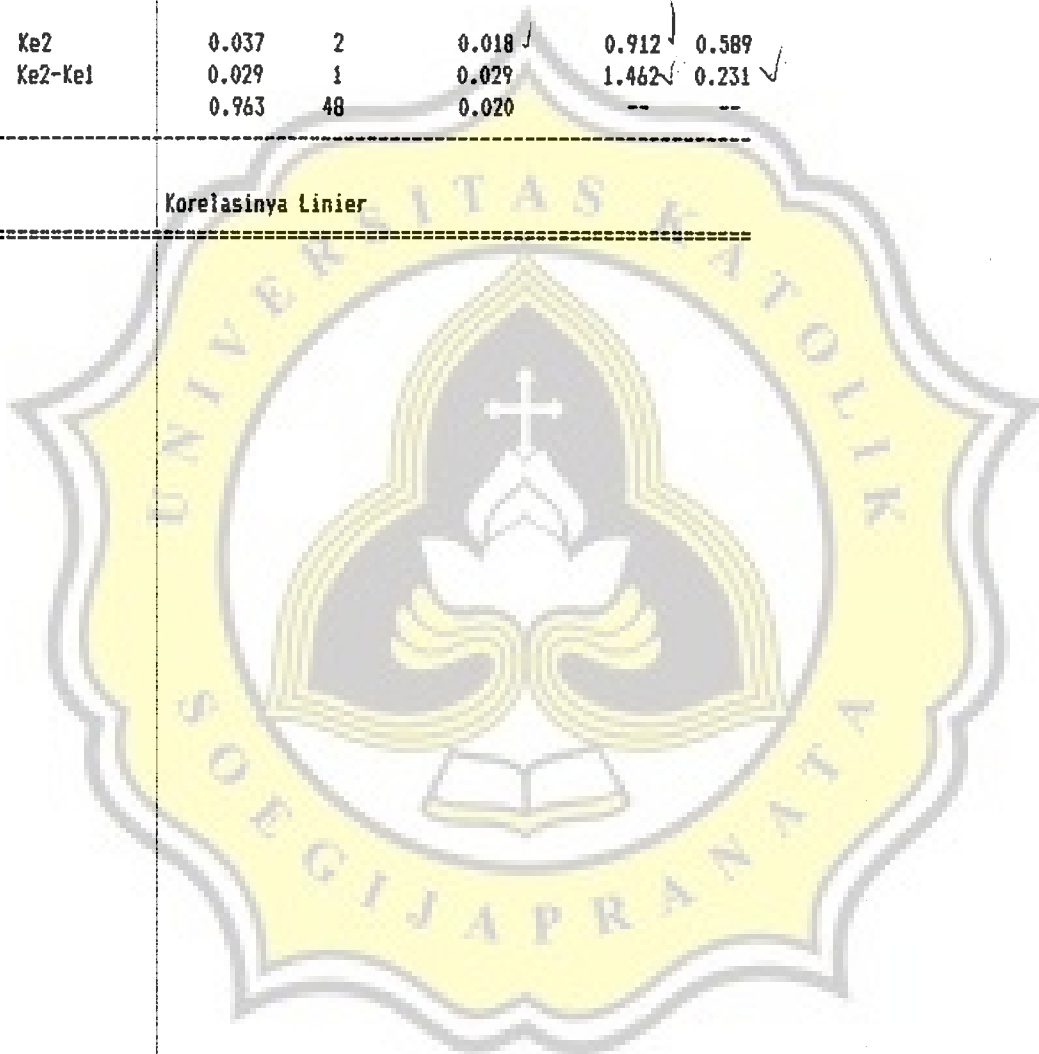 Ke2 0.037 2 0.018 0.912 0.589
Ke2-Ke1 0.029 1 0.029 1.462 0.231
0.963 48 0.020 -- --
Korelasinya Linier
UNIVERSITAS KATOLIK
SOEGIJAPRANATA